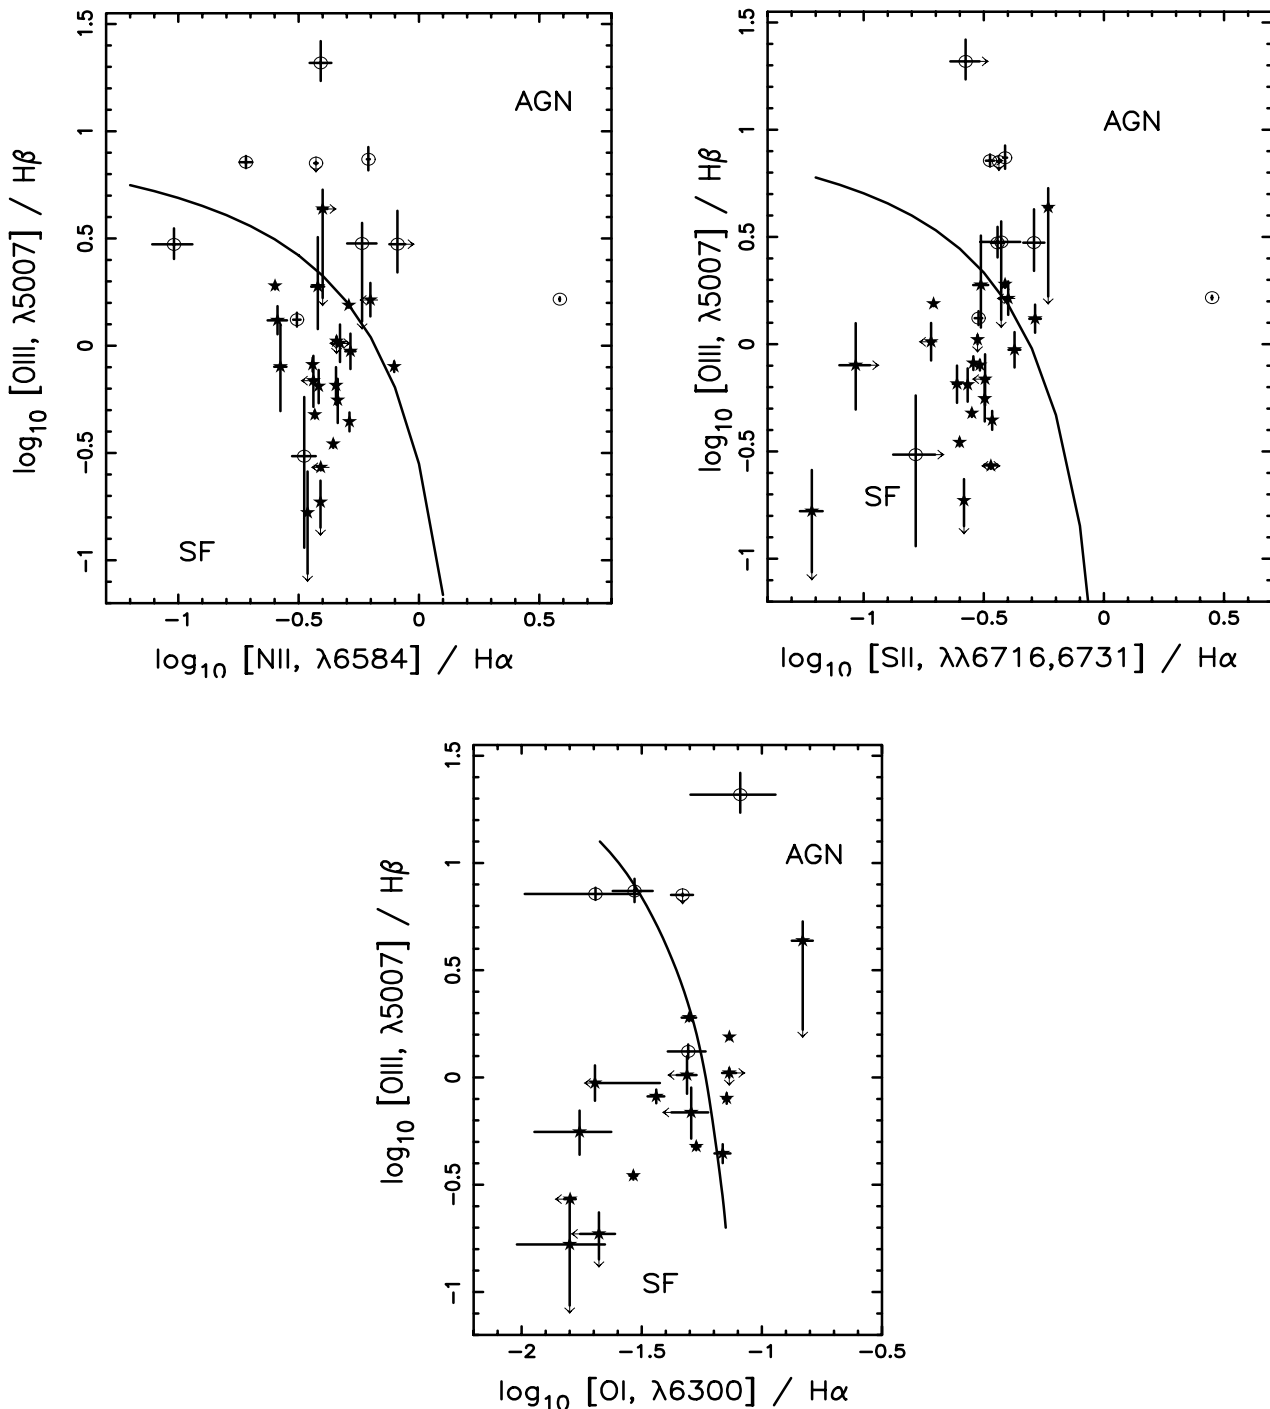 1.5
1
0.5
0
−0.5
−1
log10 [OIII, λ5007] / Hβ
AGN
SF
−1
−0.5
0
0.5
log10 [NII, λ6584] / Hα
1.5
1
0.5
0
−0.5
−1
log10 [OIII, λ5007] / Hβ
AGN
SF
−1
−0.5
0
0.5
log10 [SII, λλ6716,6731] / Hα
1.5
1
0.5
0
−0.5
−1
log10 [OIII, λ5007] / Hβ
AGN
SF
−2
−1.5
−1
−0.5
log10 [OI, λ6300] / Hα